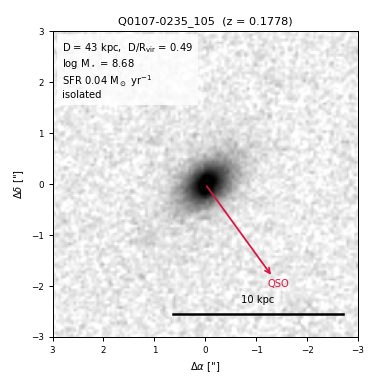 Q0107-0235_105 (z = 0.1778)
D = 43 kpc, D/Rvir = 0.49
log M⋆ = 8.68
SFR 0.04 M⊙ yr⁻¹
isolated
QSO
10 kpc
Δδ ["]
3
2
1
0
−1
−2
−3
3
2
1
0
−1
−2
−3
Δα ["]